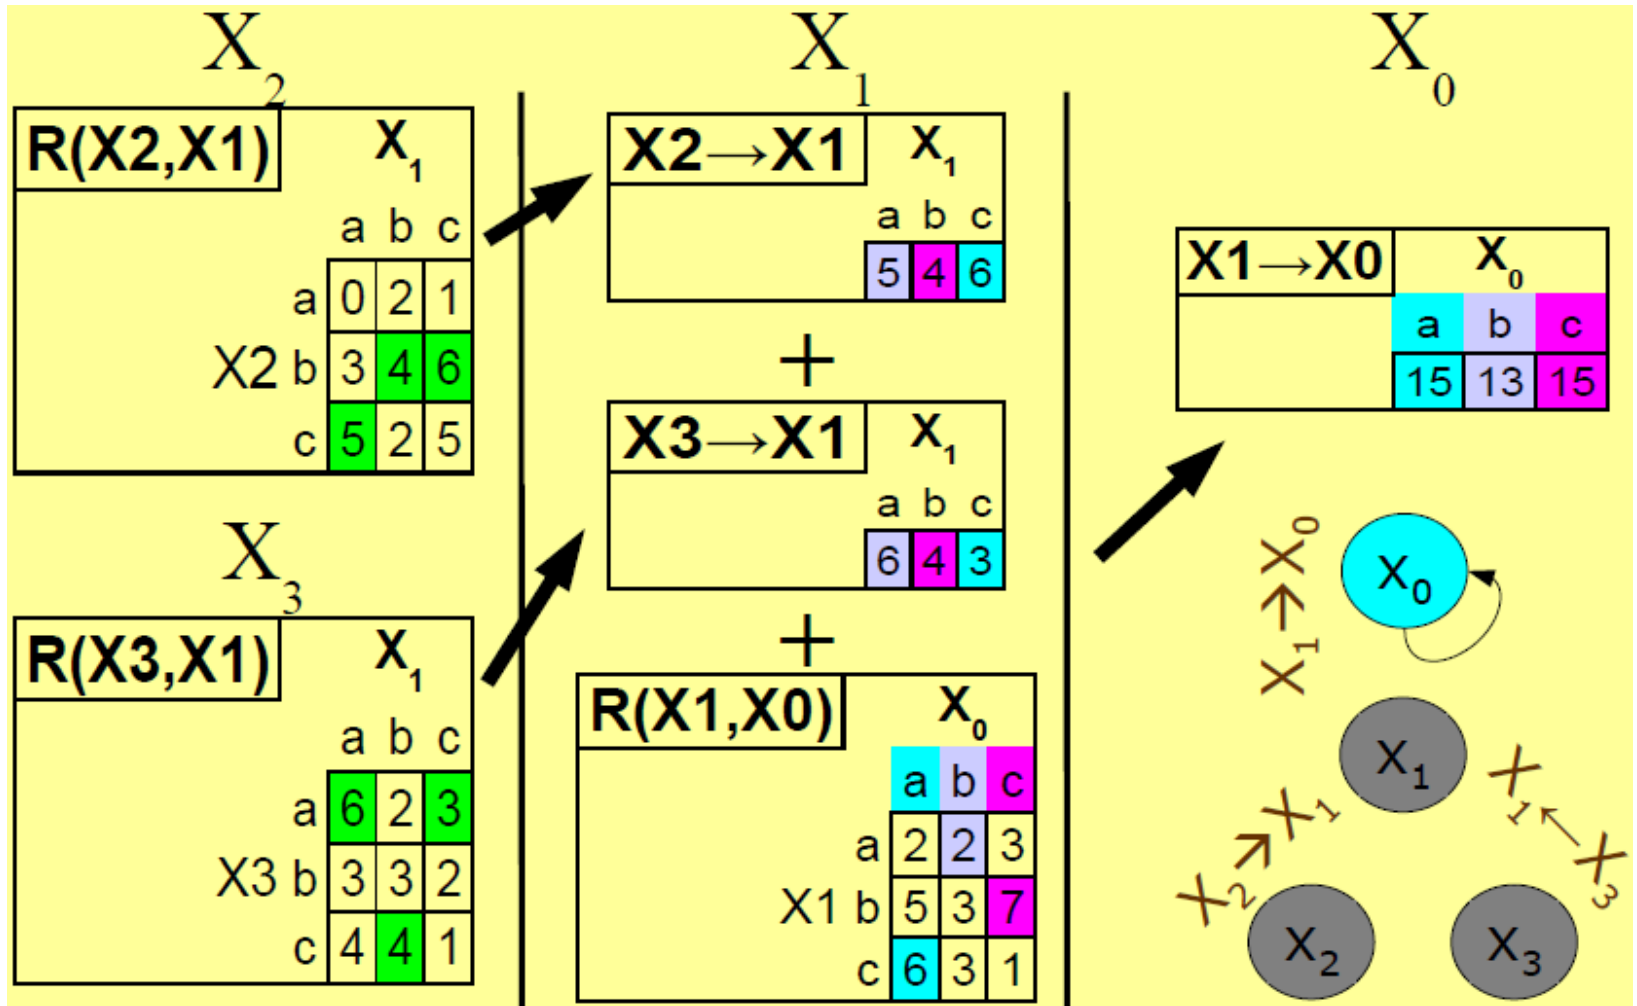 X2
R(X2,X1) X1
a b c
a 0 2 1
X2 b 3 4 6
c 5 2 5
X3
R(X3,X1) X1
a b c
a 6 2 3
X3 b 3 3 2
c 4 4 1
X1
X2→X1 X1
a b c
5 4 6
+
X3→X1 X1
a b c
6 4 3
+
R(X1,X0) X0
a b c
a 2 2 3
X1 b 5 3 7
c 6 3 1
X0
X1→X0 X0
a b c
15 13 15
X1→X0
X0
X1
X2→X1
X1←X3
X2
X3